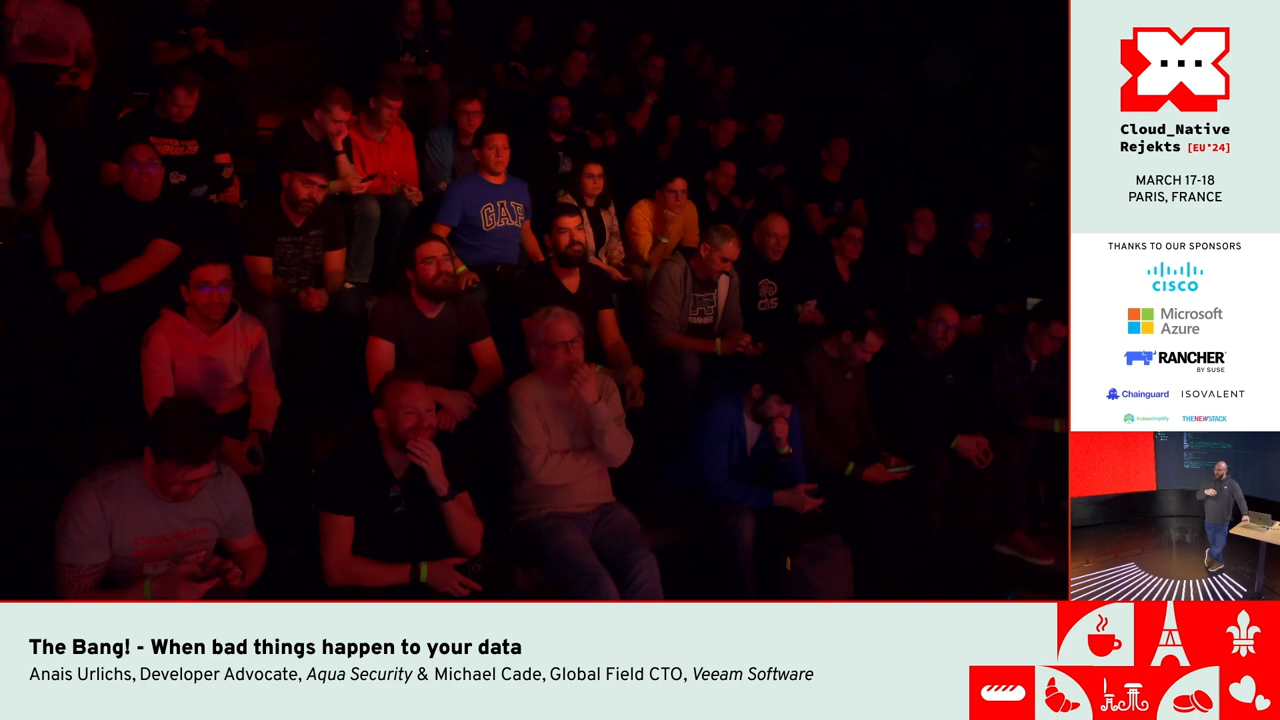 GAP
Cloud_Native
Rejekts [EU*24]
MARCH 17-18
PARIS, FRANCE
THANKS TO OUR SPONSORS
CISCO
Microsoft
Azure
RANCHER
BY SUSE
Chainguard
ISOVALENT
Kubesimplify
THENEWSTACK
The Bang! - When bad things happen to your data
Anais Urlichs, Developer Advocate, Aqua Security & Michael Cade, Global Field CTO, Veeam Software